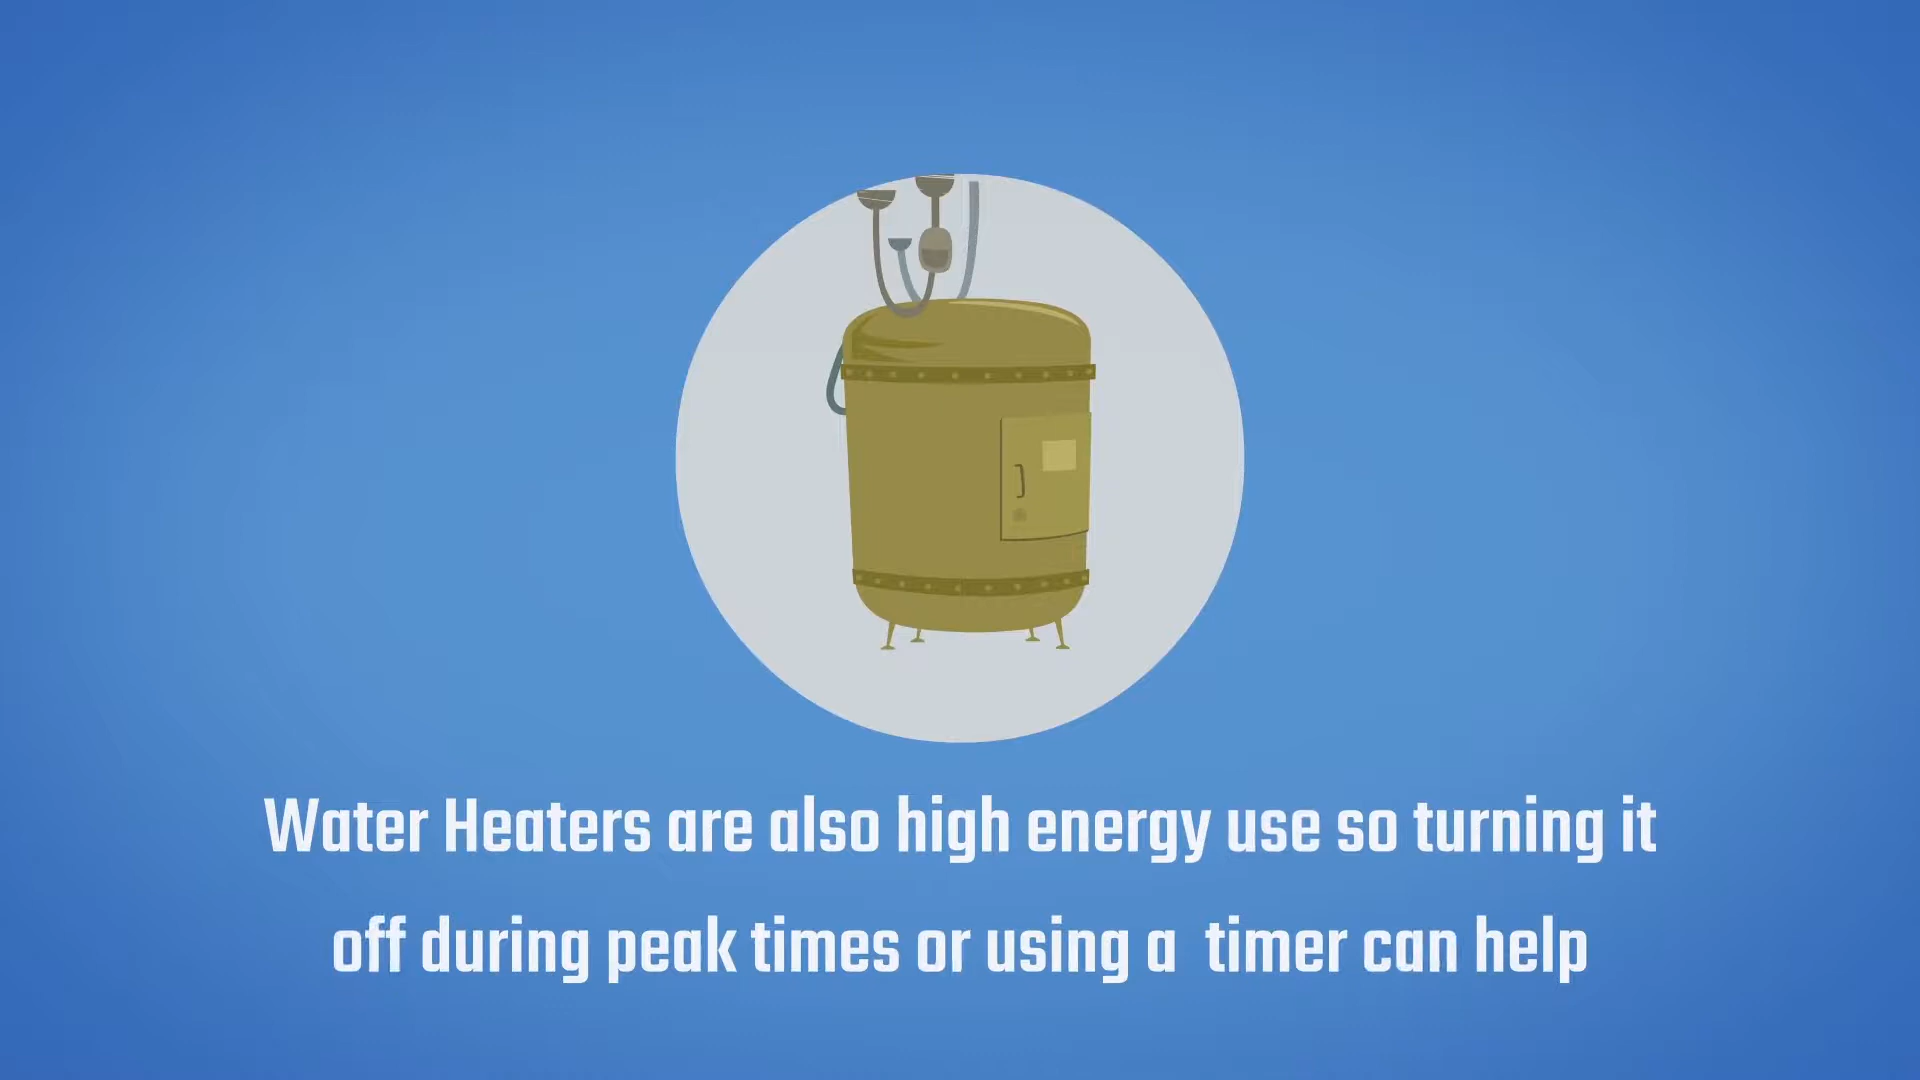 Water Heaters are also high energy use so turning it
off during peak times or using a  timer can help